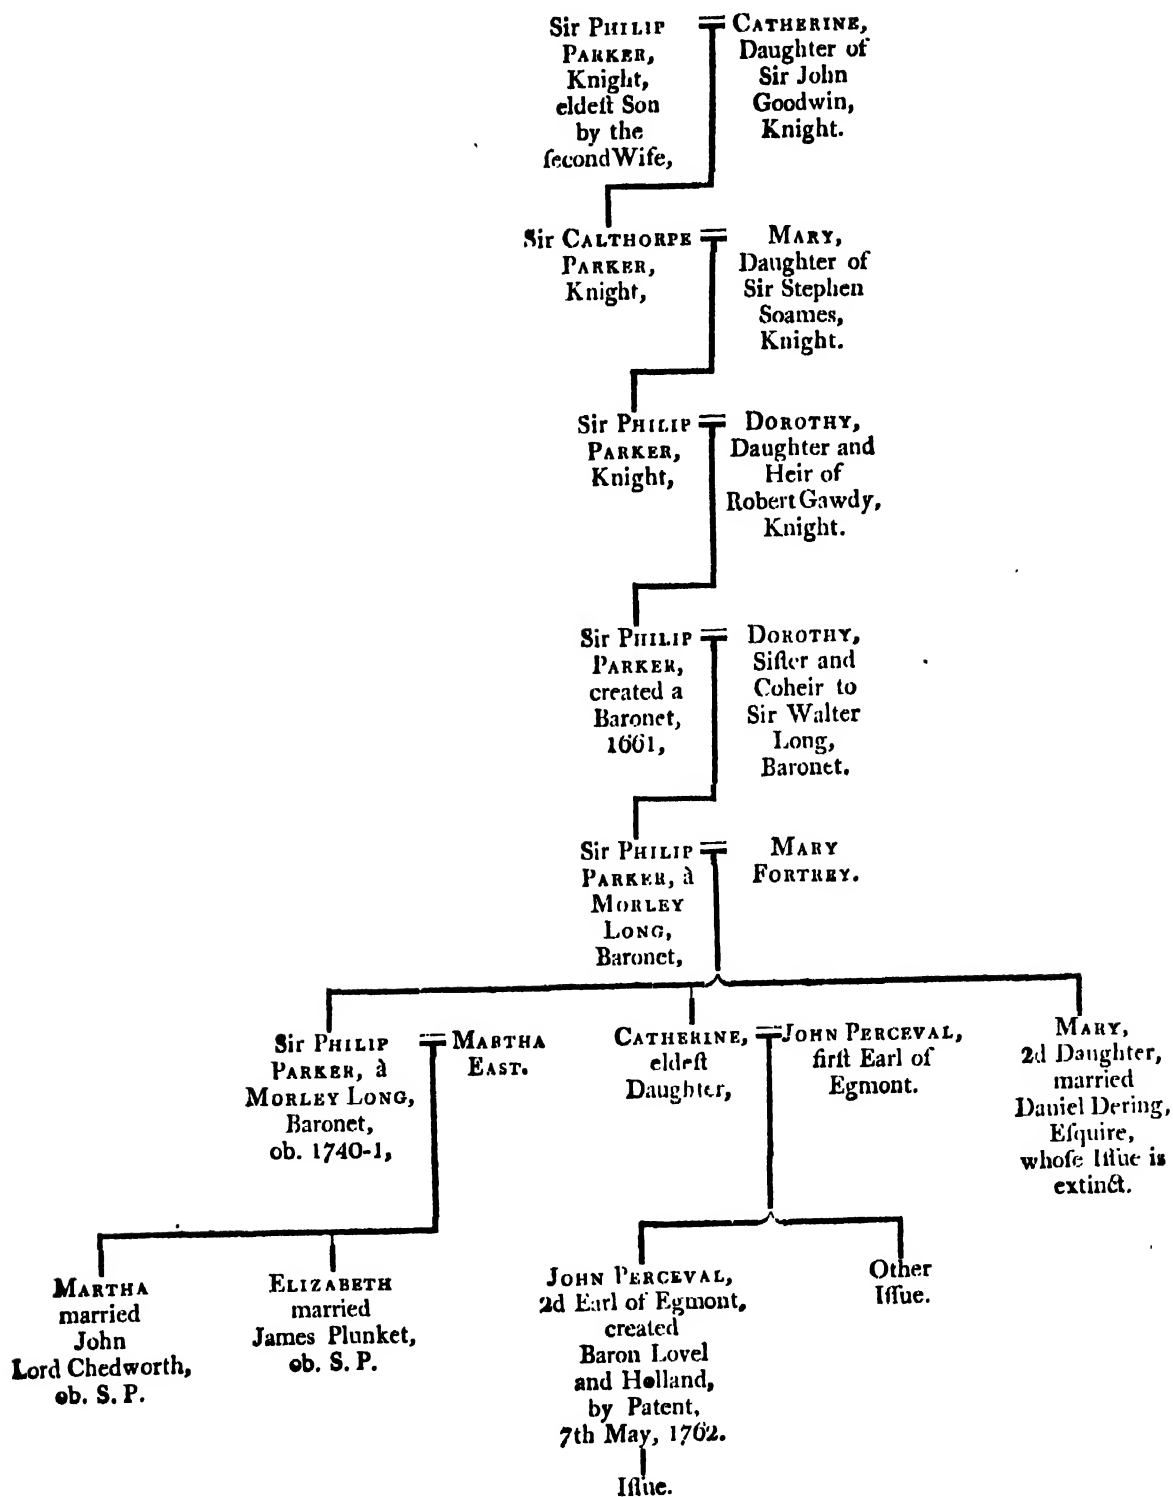 Sir PHILIP
PARKER,
Knight,
eldeſt Son
by the
ſecond Wife,
CATHERINE,
Daughter of
Sir John
Goodwin,
Knight.
Sir CALTHORPE
PARKER,
Knight,
MARY,
Daughter of
Sir Stephen
Soames,
Knight.
Sir PHILIP
PARKER,
Knight,
DOROTHY,
Daughter and
Heir of
Robert Gawdy,
Knight.
Sir PHILIP
PARKER,
created a
Baronet,
1661,
DOROTHY,
Siſter and
Coheir to
Sir Walter
Long,
Baronet.
Sir PHILIP
PARKER, à
MORLEY
LONG,
Baronet,
MARY
FORTREY.
Sir PHILIP
PARKER, à
MORLEY LONG,
Baronet,
ob. 1740-1,
MARTHA
EAST.
CATHERINE,
eldeſt
Daughter,
JOHN PERCEVAL,
firſt Earl of
Egmont.
MARY,
2d Daughter,
married
Daniel Dering,
Eſquire,
whoſe Iſſue is
extinct.
MARTHA
married
John
Lord Chedworth,
ob. S. P.
ELIZABETH
married
James Plunket,
ob. S. P.
JOHN PERCEVAL,
2d Earl of Egmont,
created
Baron Lovel
and Holland,
by Patent,
7th May, 1762.
Iſſue.
Other
Iſſue.